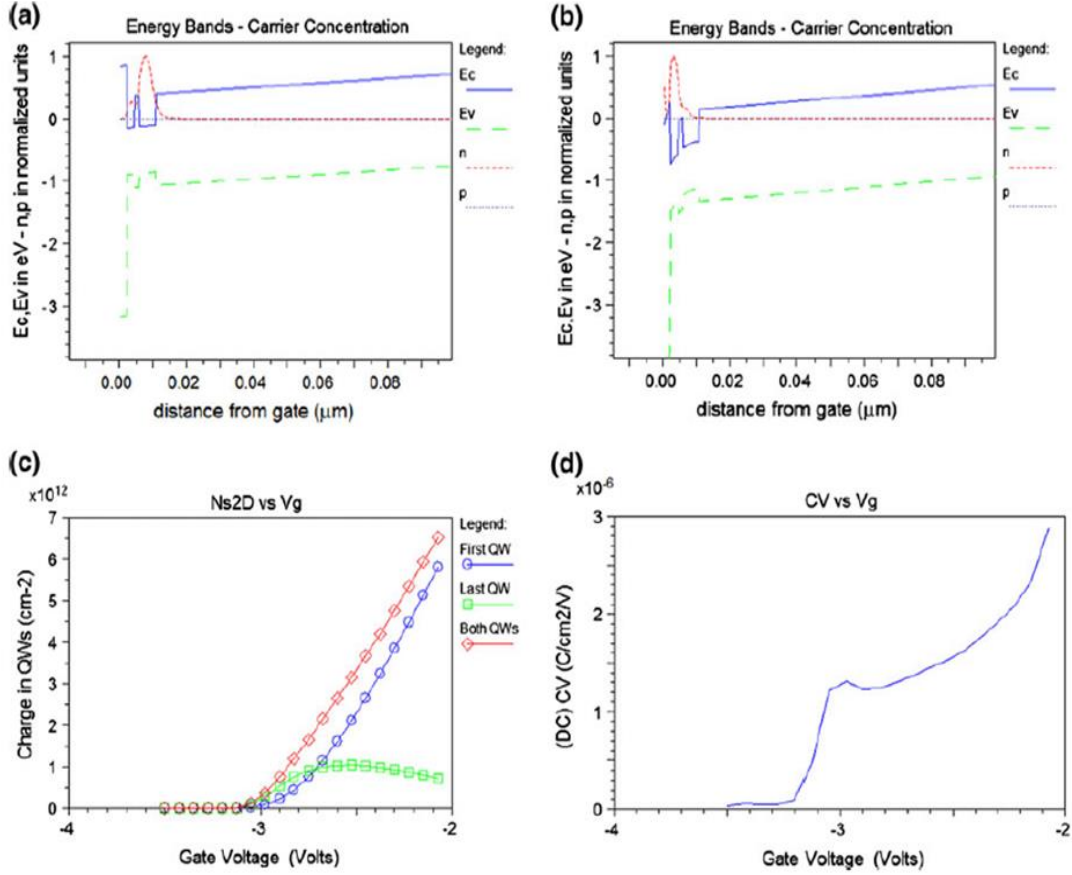 (a)
Energy Bands - Carrier Concentration
Ec,Ev in eV - n,p in normalized units
1
0
-1
-2
-3
0.00 0.02 0.04 0.06 0.08
distance from gate (μm)
Legend:
Ec
Ev
n
p
(b)
Energy Bands - Carrier Concentration
Ec,Ev in eV - n,p in normalized units
1
0
-1
-2
-3
0.00 0.02 0.04 0.06 0.08
distance from gate (μm)
Legend:
Ec
Ev
n
p
(c)
x10^12
Ns2D vs Vg
Charge in QWs (cm-2)
7
6
5
4
3
2
1
0
-4 -3 -2
Gate Voltage (Volts)
Legend:
First QW
Last QW
Both QWs
(d)
x10^-6
CV vs Vg
(DC) CV (C/cm2/V)
3
2
1
0
-4 -3 -2
Gate Voltage (Volts)